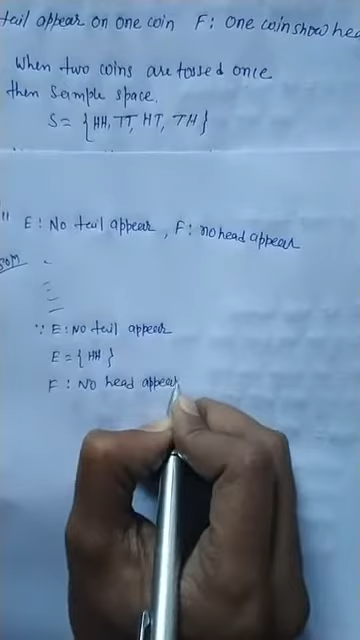 tail appear on one coin F: One coin show hea
When two coins are tossed once
then Sample space.
S = {HH, TT, HT, TH}
" E: No tail appear, F: no head appear
som
∵ E: No tail appear
E = {HH}
F : NO head appear